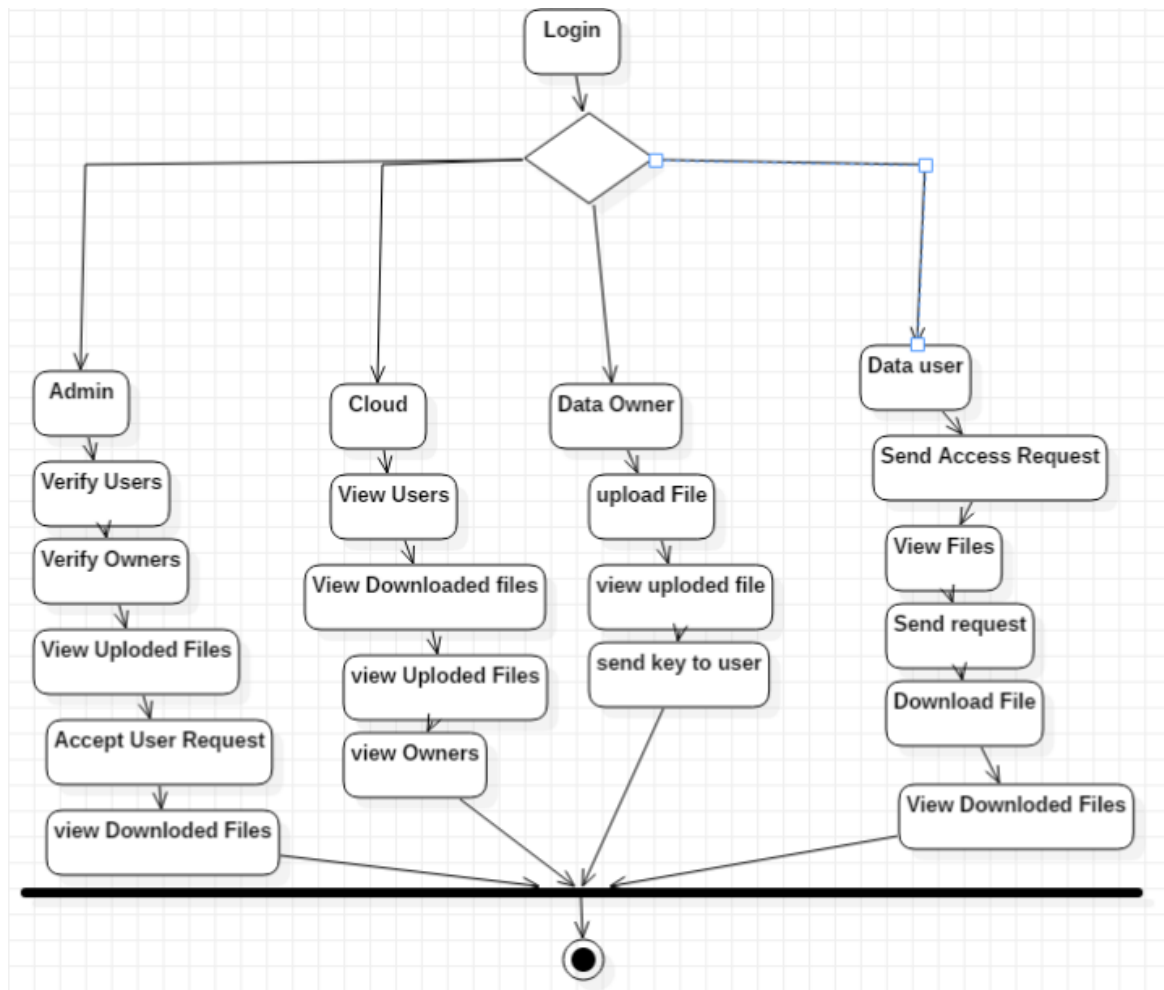 Login
Admin
Verify Users
Verify Owners
View Uploded Files
Accept User Request
view Downloded Files
Cloud
View Users
View Downloaded files
view Uploded Files
view Owners
Data Owner
upload File
view uploded file
send key to user
Data user
Send Access Request
View Files
Send request
Download File
View Downloded Files